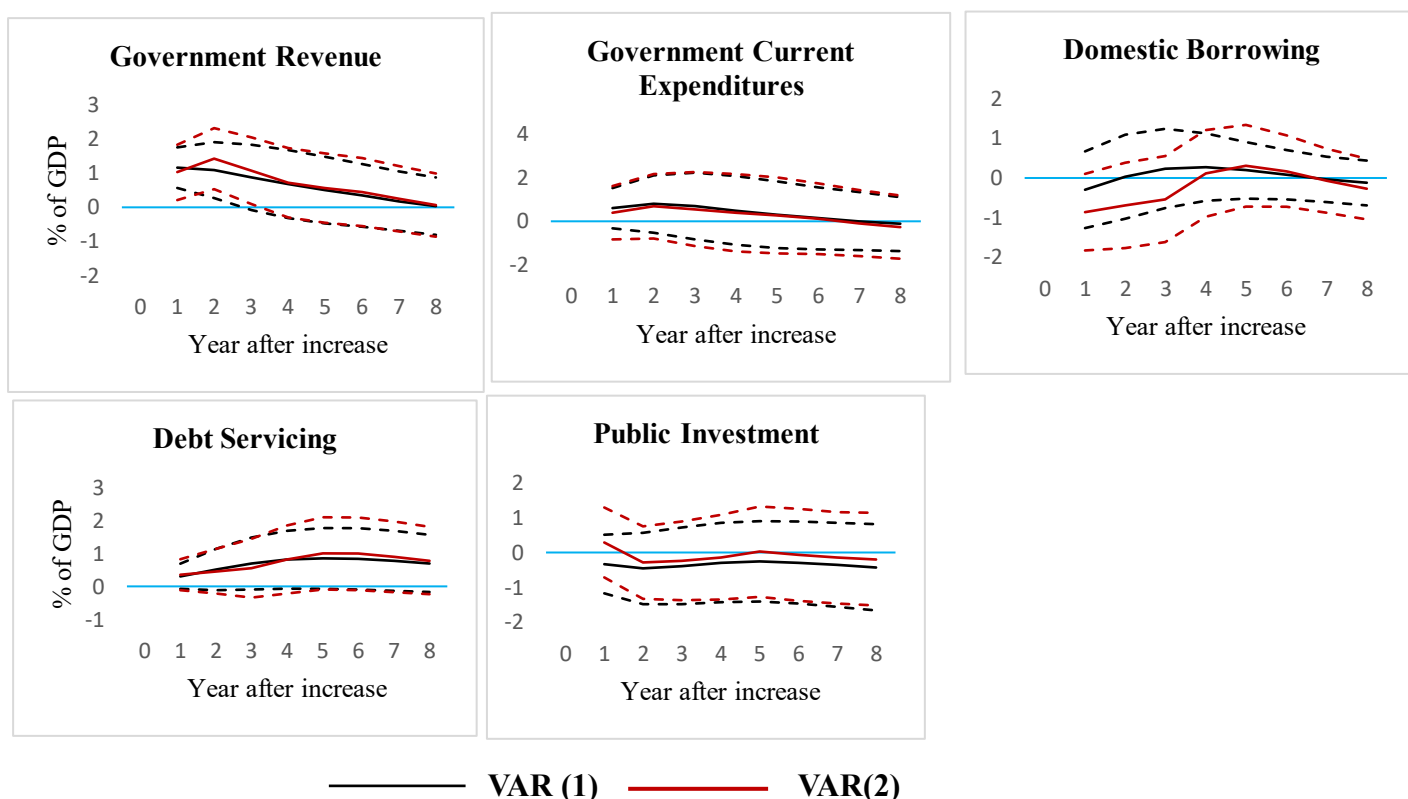 Government Revenue
% of GDP
3
2
1
0
-1
-2
0 1 2 3 4 5 6 7 8
Year after increase
Government Current
Expenditures
4
2
0
-2
0 1 2 3 4 5 6 7 8
Year after increase
Domestic Borrowing
2
1
0
-1
-2
0 1 2 3 4 5 6 7 8
Year after increase
Debt Servicing
% of GDP
3
2
1
0
-1
0 1 2 3 4 5 6 7 8
Year after increase
Public Investment
2
1
0
-1
-2
0 1 2 3 4 5 6 7 8
Year after increase
VAR (1) VAR(2)